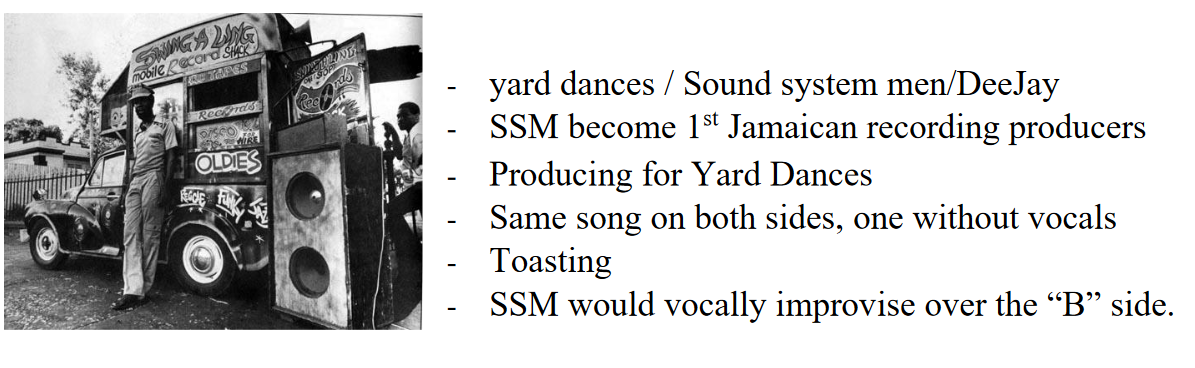 SWING A LING
mobile Record SHACK
Records
DISCO
OLDIES
REGGAE FUNKY
- yard dances / Sound system men/DeeJay
- SSM become 1st Jamaican recording producers
- Producing for Yard Dances
- Same song on both sides, one without vocals
- Toasting
- SSM would vocally improvise over the “B” side.